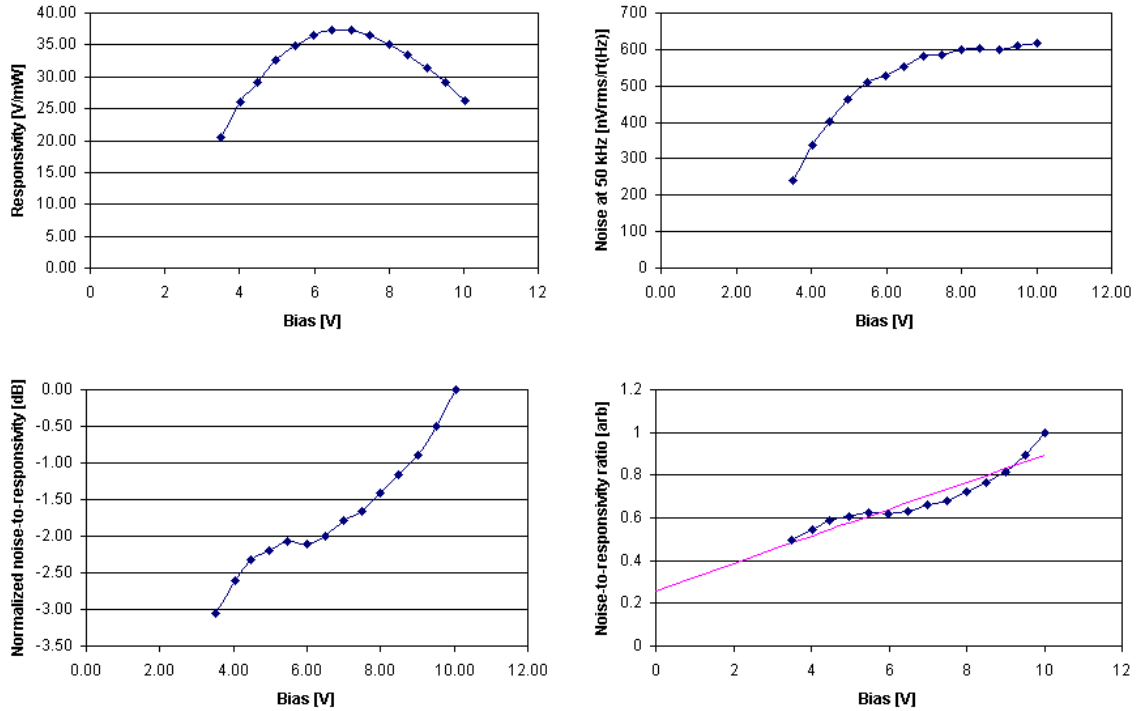 Responsivity [V/mW]
40.00
35.00
30.00
25.00
20.00
15.00
10.00
5.00
0.00
0 2 4 6 8 10 12
Bias [V]
Noise at 50 kHz [nVrms/rt(Hz)]
700
600
500
400
300
200
100
0
0.00 2.00 4.00 6.00 8.00 10.00 12.00
Bias [V]
Normalized noise-to-responsivity [dB]
0.00
-0.50
-1.00
-1.50
-2.00
-2.50
-3.00
-3.50
0.00 2.00 4.00 6.00 8.00 10.00 12.00
Bias [V]
Noise-to-responsivity ratio [arb]
1.2
1
0.8
0.6
0.4
0.2
0
0 2 4 6 8 10 12
Bias [V]